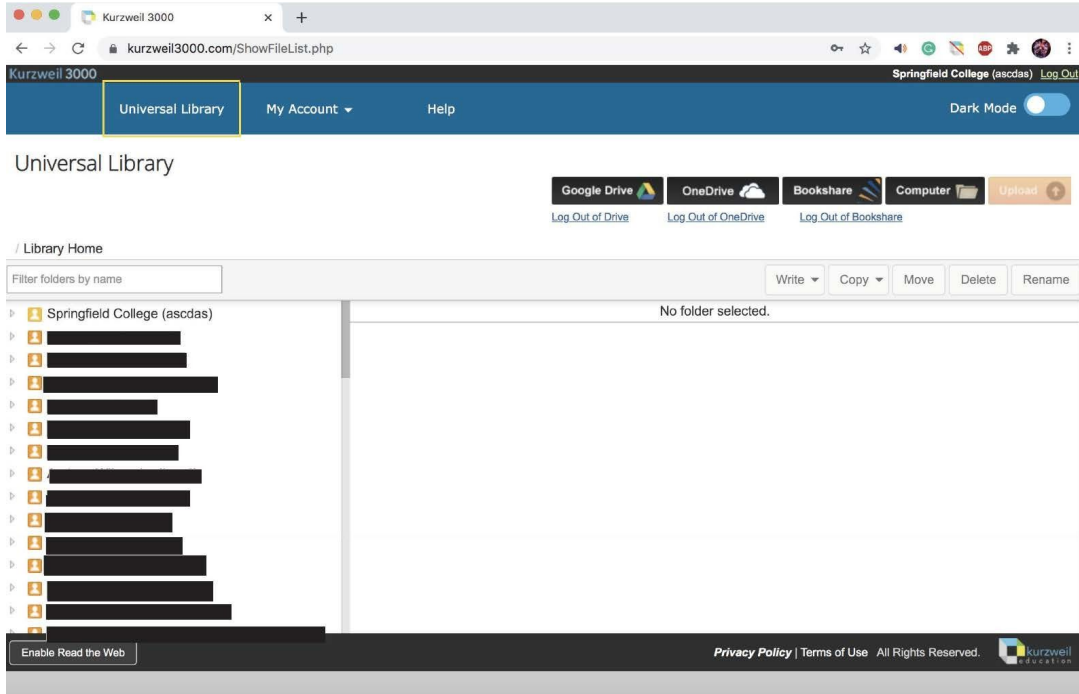 Kurzweil 3000
kurzweil3000.com/ShowFileList.php
ABP
Kurzweil 3000
Springfield College (ascdas) Log Out
Universal Library My Account Help Dark Mode
Universal Library
Google Drive OneDrive Bookshare Computer Upload
Log Out of Drive Log Out of OneDrive Log Out of Bookshare
/ Library Home
Filter folders by name Write Copy Move Delete Rename
Springfield College (ascdas) No folder selected.
Enable Read the Web Privacy Policy | Terms of Use All Rights Reserved. kurzweil
education